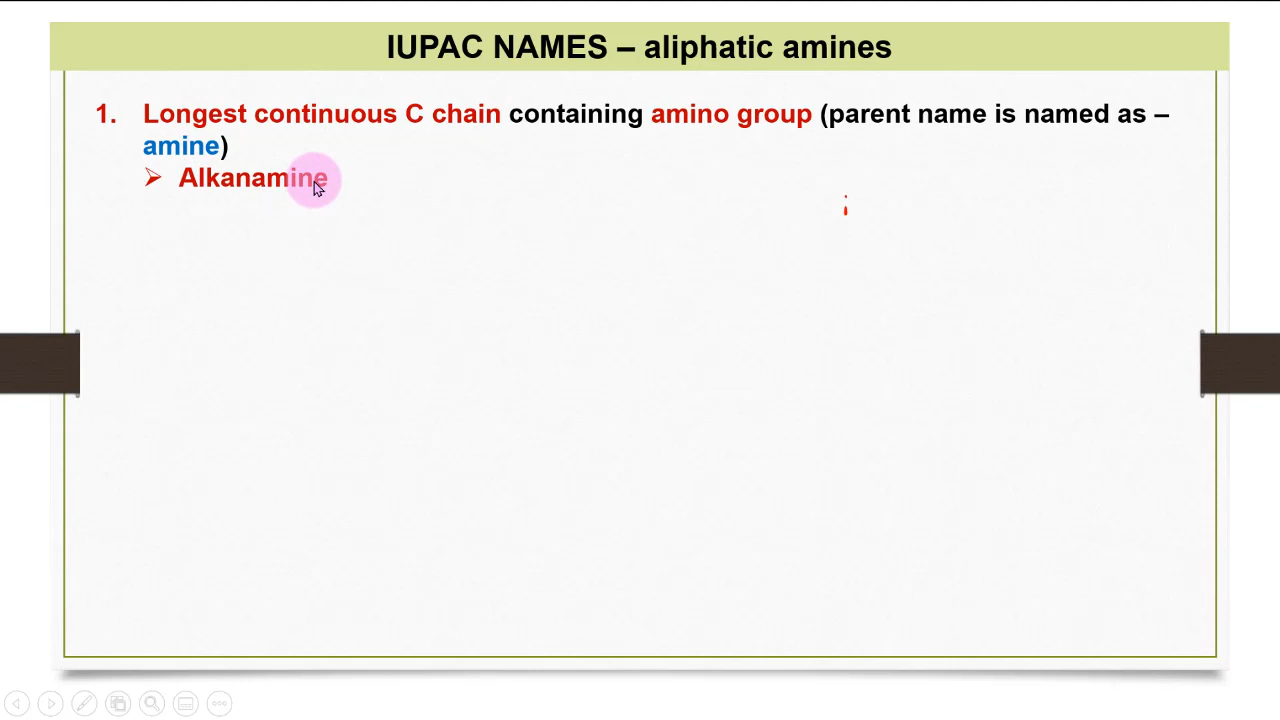 IUPAC NAMES – aliphatic amines
1. Longest continuous C chain containing amino group (parent name is named as –
amine)
➢ Alkanamine